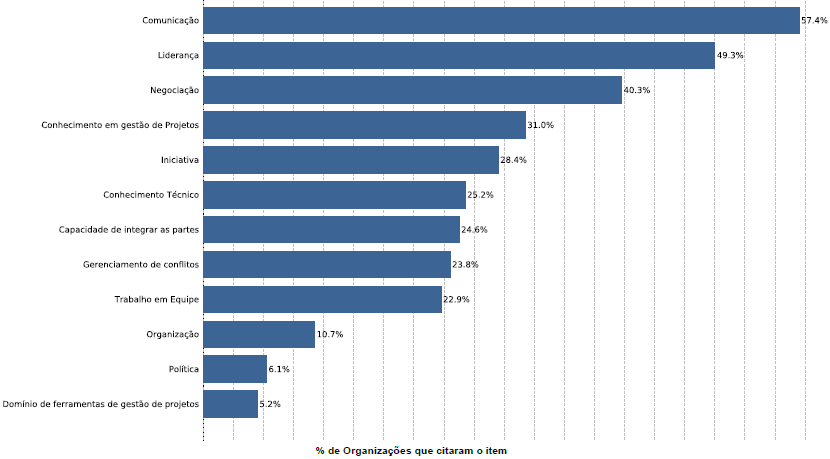 Comunicação 57.4%
Liderança 49.3%
Negociação 40.3%
Conhecimento em gestão de Projetos 31.0%
Iniciativa 28.4%
Conhecimento Técnico 25.2%
Capacidade de integrar as partes 24.6%
Gerenciamento de conflitos 23.8%
Trabalho em Equipe 22.9%
Organização 10.7%
Política 6.1%
Domínio de ferramentas de gestão de projetos 5.2%
% de Organizações que citaram o item